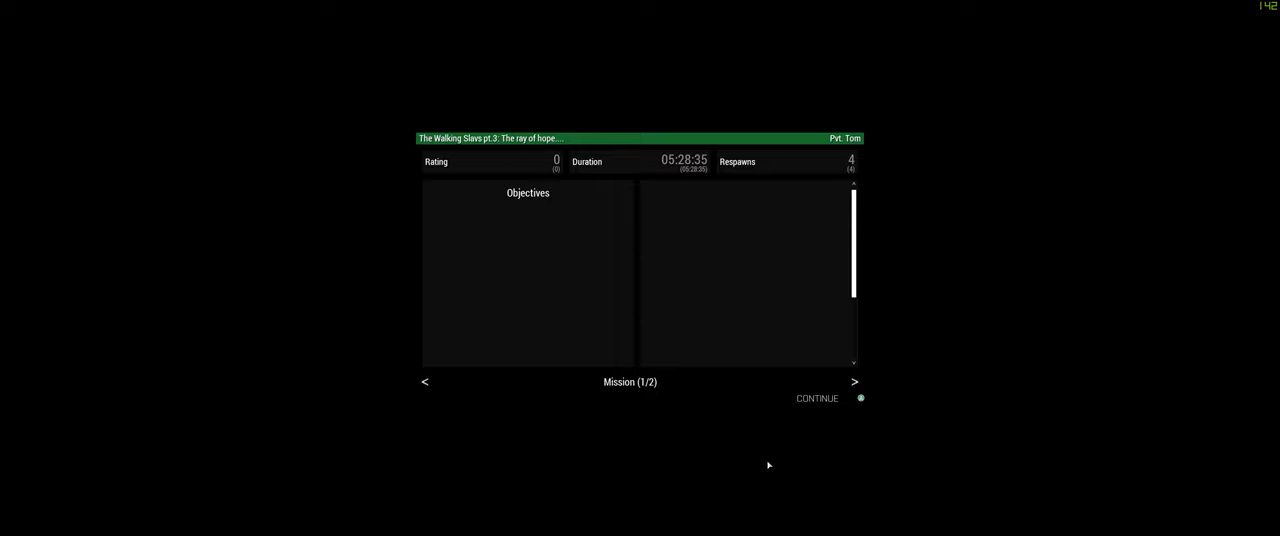 142
The Walking Slavs pt.3: The ray of hope.... Pvt. Tom
Rating 0 Duration 05:28:35 Respawns 4
(0) (05:28:35) (4)
Objectives
< Mission (1/2) >
CONTINUE